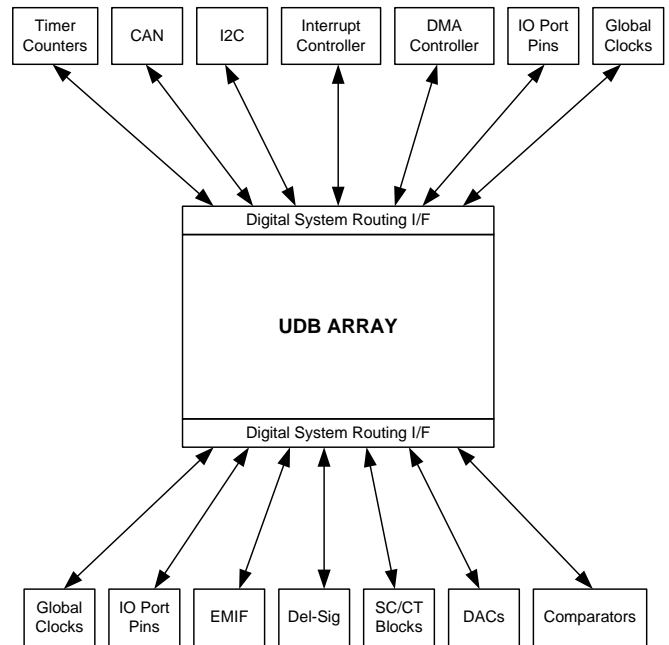 Timer
Counters
CAN
I2C
Interrupt
Controller
DMA
Controller
IO Port
Pins
Global
Clocks
Digital System Routing I/F
UDB ARRAY
Digital System Routing I/F
Global
Clocks
IO Port
Pins
EMIF
Del-Sig
SC/CT
Blocks
DACs
Comparators